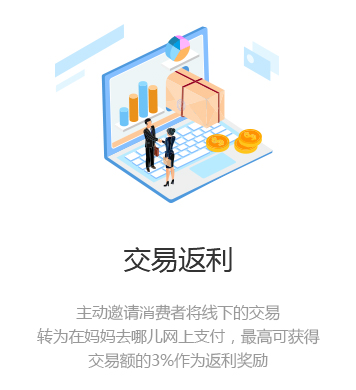 交易返利
主动邀请消费者将线下的交易
转为在妈妈去哪儿网上支付，最高可获得
交易额的3%作为返利奖励